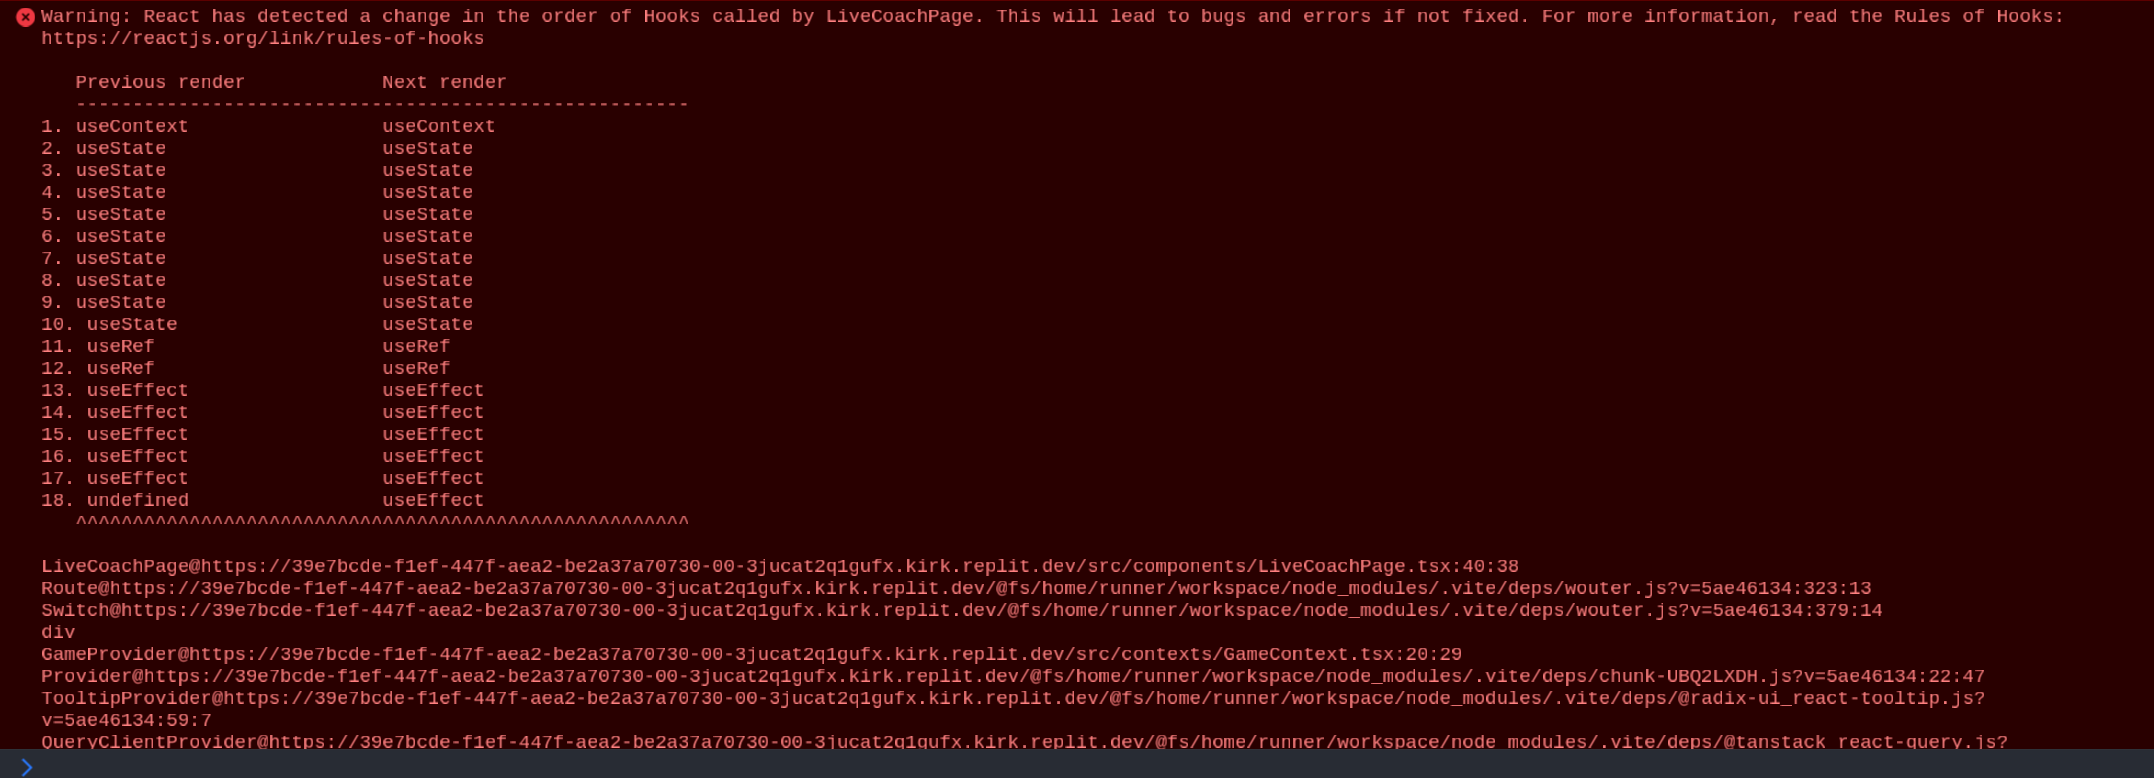 Warning: React has detected a change in the order of Hooks called by LiveCoachPage. This will lead to bugs and errors if not fixed. For more information, read the Rules of Hooks:
https://reactjs.org/link/rules-of-hooks
Previous render            Next render
------------------------------------------------------
1. useContext                 useContext
2. useState                   useState
3. useState                   useState
4. useState                   useState
5. useState                   useState
6. useState                   useState
7. useState                   useState
8. useState                   useState
9. useState                   useState
10. useState                  useState
11. useRef                    useRef
12. useRef                    useRef
13. useEffect                 useEffect
14. useEffect                 useEffect
15. useEffect                 useEffect
16. useEffect                 useEffect
17. useEffect                 useEffect
18. undefined                 useEffect
^^^^^^^^^^^^^^^^^^^^^^^^^^^^^^^^^^^^^^^^^^^^^^^^^^^^^^
LiveCoachPage@https://39e7bcde-f1ef-447f-aea2-be2a37a70730-00-3jucat2q1gufx.kirk.replit.dev/src/components/LiveCoachPage.tsx:40:38
Route@https://39e7bcde-f1ef-447f-aea2-be2a37a70730-00-3jucat2q1gufx.kirk.replit.dev/@fs/home/runner/workspace/node_modules/.vite/deps/wouter.js?v=5ae46134:323:13
Switch@https://39e7bcde-f1ef-447f-aea2-be2a37a70730-00-3jucat2q1gufx.kirk.replit.dev/@fs/home/runner/workspace/node_modules/.vite/deps/wouter.js?v=5ae46134:379:14
div
GameProvider@https://39e7bcde-f1ef-447f-aea2-be2a37a70730-00-3jucat2q1gufx.kirk.replit.dev/src/contexts/GameContext.tsx:20:29
Provider@https://39e7bcde-f1ef-447f-aea2-be2a37a70730-00-3jucat2q1gufx.kirk.replit.dev/@fs/home/runner/workspace/node_modules/.vite/deps/chunk-UBQ2LXDH.js?v=5ae46134:22:47
TooltipProvider@https://39e7bcde-f1ef-447f-aea2-be2a37a70730-00-3jucat2q1gufx.kirk.replit.dev/@fs/home/runner/workspace/node_modules/.vite/deps/@radix-ui_react-tooltip.js?
v=5ae46134:59:7
QueryClientProvider@https://39e7bcde-f1ef-447f-aea2-be2a37a70730-00-3jucat2q1gufx.kirk.replit.dev/@fs/home/runner/workspace/node_modules/.vite/deps/@tanstack_react-query.js?